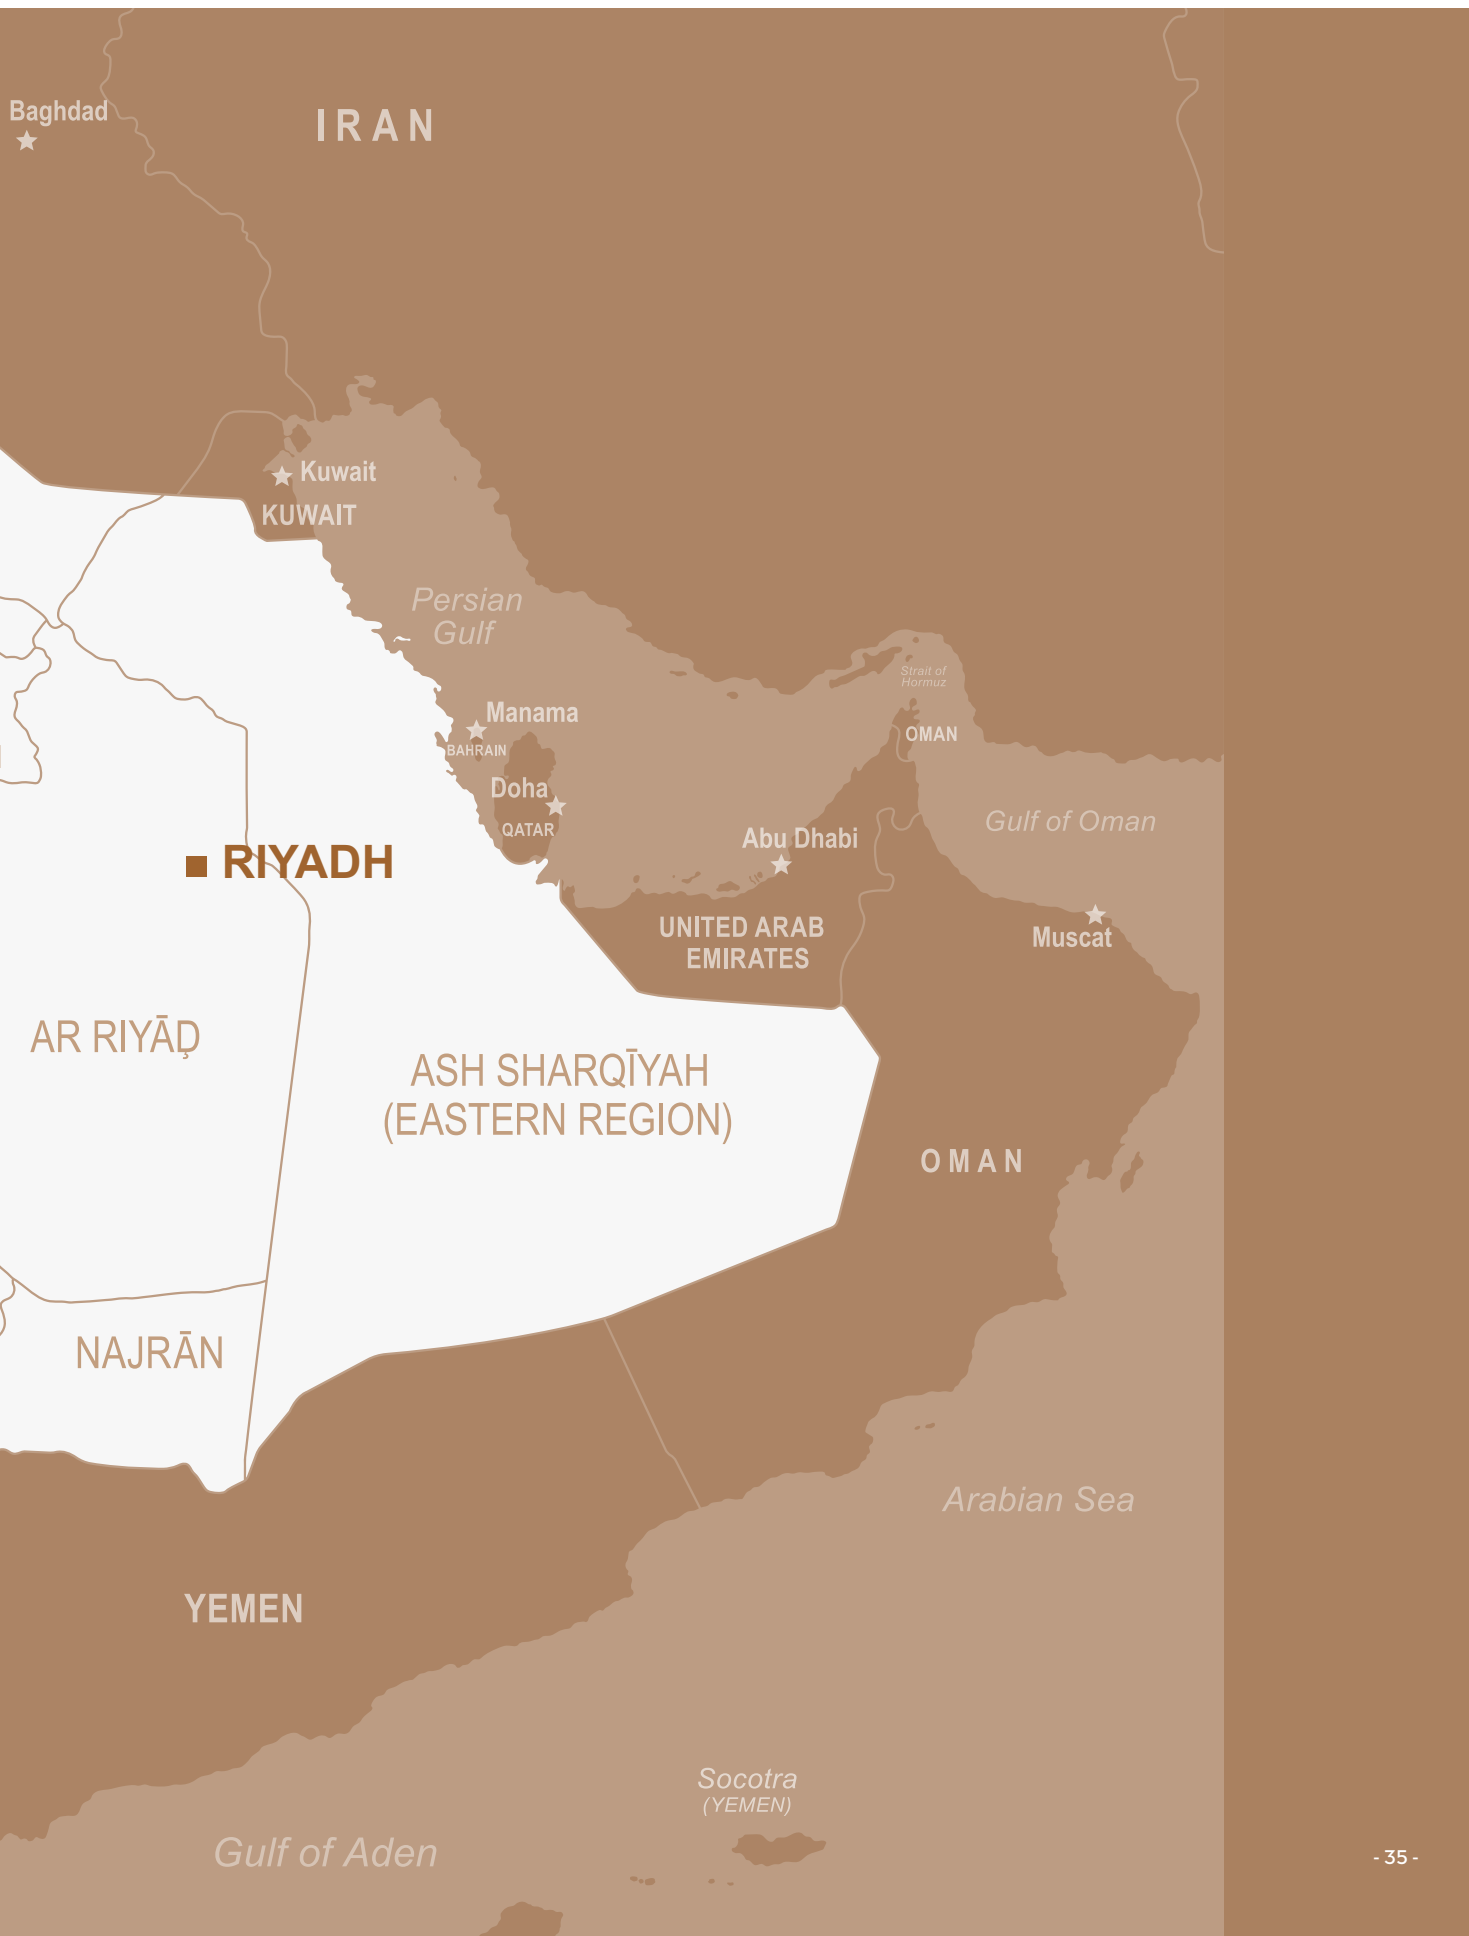 Baghdad
IRAN
Kuwait
KUWAIT
Persian
Gulf
Strait of
Hormuz
Manama
BAHRAIN
OMAN
Doha
QATAR
Gulf of Oman
Abu Dhabi
RIYADH
UNITED ARAB
EMIRATES
Muscat
AR RIYĀḐ
ASH SHARQĪYAH
(EASTERN REGION)
OMAN
NAJRĀN
Arabian Sea
YEMEN
Socotra
(YEMEN)
Gulf of Aden
- 35 -